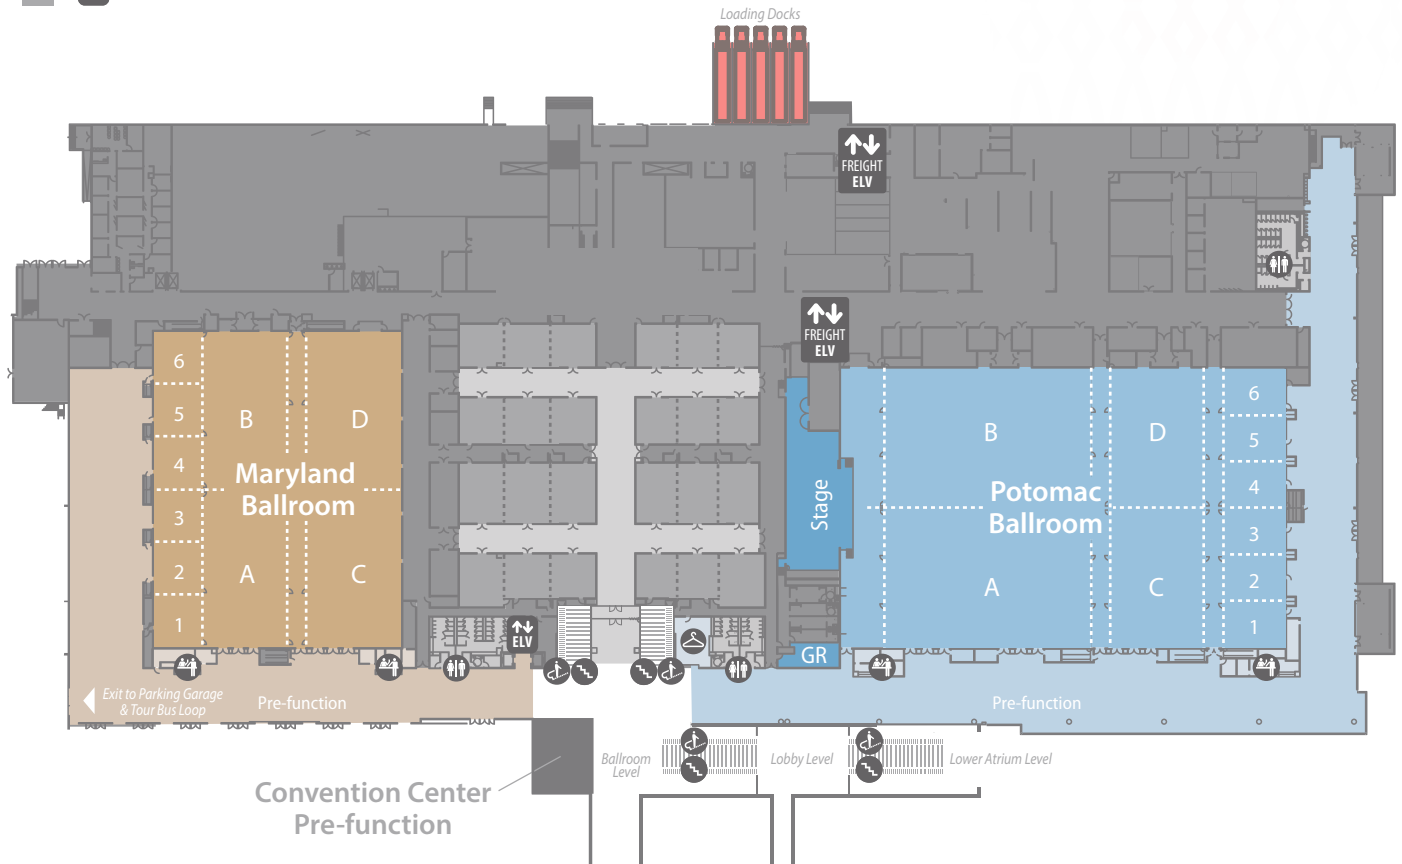 Loading Docks
FREIGHT
ELV
FREIGHT
ELV
6
5
4
3
2
1
B
D
Maryland
Ballroom
A
C
Stage
GR
B
D
Potomac
Ballroom
A
C
6
5
4
3
2
1
ELV
Exit to Parking Garage
& Tour Bus Loop
Pre-function
Pre-function
Ballroom
Level
Lobby Level
Lower Atrium Level
Convention Center
Pre-function